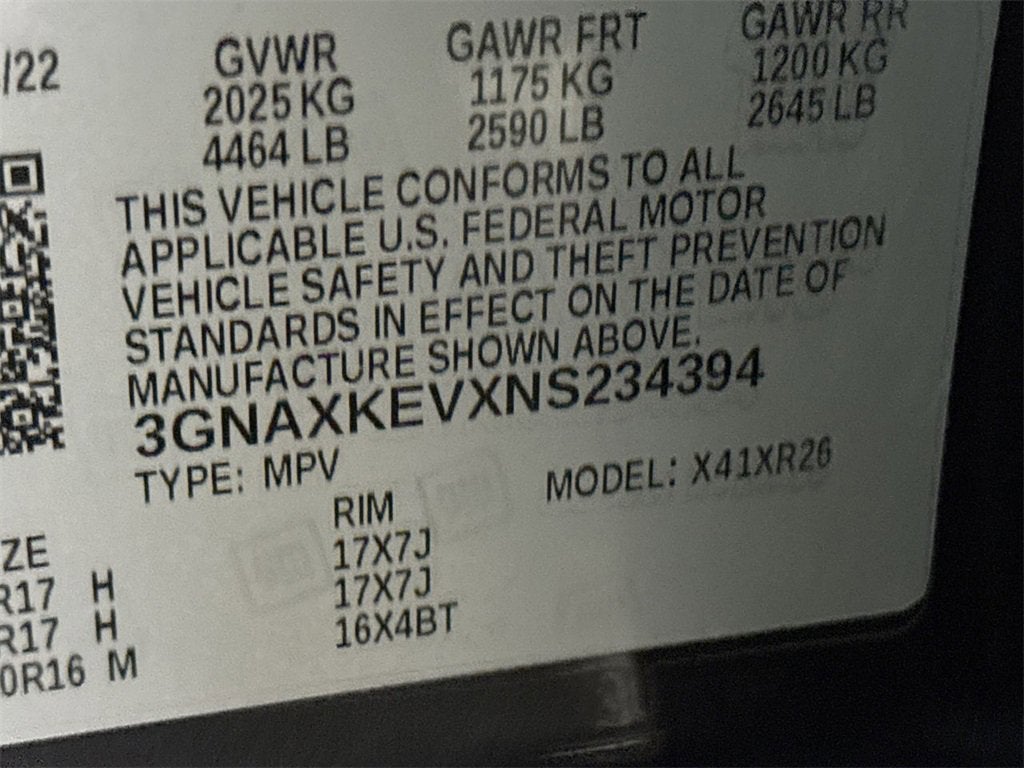 /22 GVWR GAWR FRT GAWR RR
2025 KG 1175 KG 1200 KG
4464 LB 2590 LB 2645 LB
THIS VEHICLE CONFORMS TO ALL
APPLICABLE U.S. FEDERAL MOTOR
VEHICLE SAFETY AND THEFT PREVENTION
STANDARDS IN EFFECT ON THE DATE OF
MANUFACTURE SHOWN ABOVE.
3GNAXKEVXNS234394
TYPE: MPV MODEL: X41XR26
ZE RIM
R17 H 17X7J
R17 H 17X7J
0R16 M 16X4BT